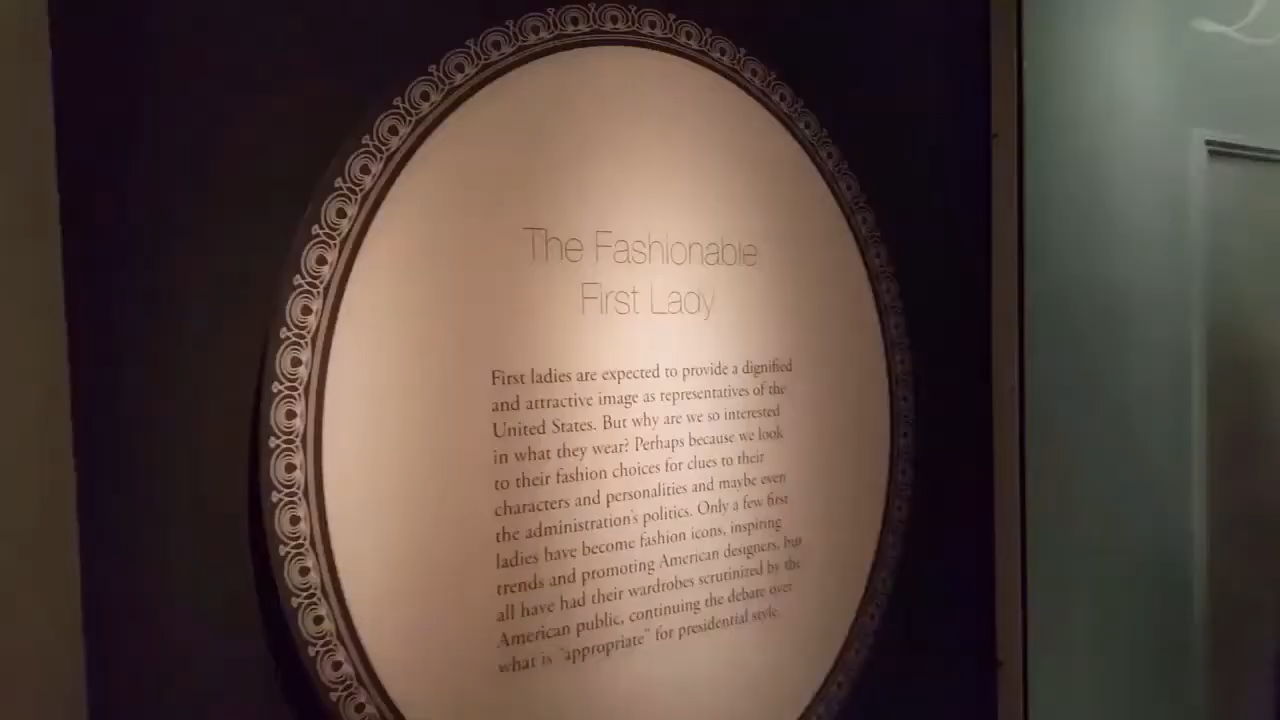 The Fashionable
First Lady
First ladies are expected to provide a dignified
and attractive image as representatives of the
United States. But why are we so interested
in what they wear? Perhaps because we look
to their fashion choices for clues to their
characters and personalities and maybe even
the administration's politics. Only a few first
ladies have become fashion icons, inspiring
trends and promoting American designers, but
all have had their wardrobes scrutinized by the
American public, continuing the debate over
what is "appropriate" for presidential style.